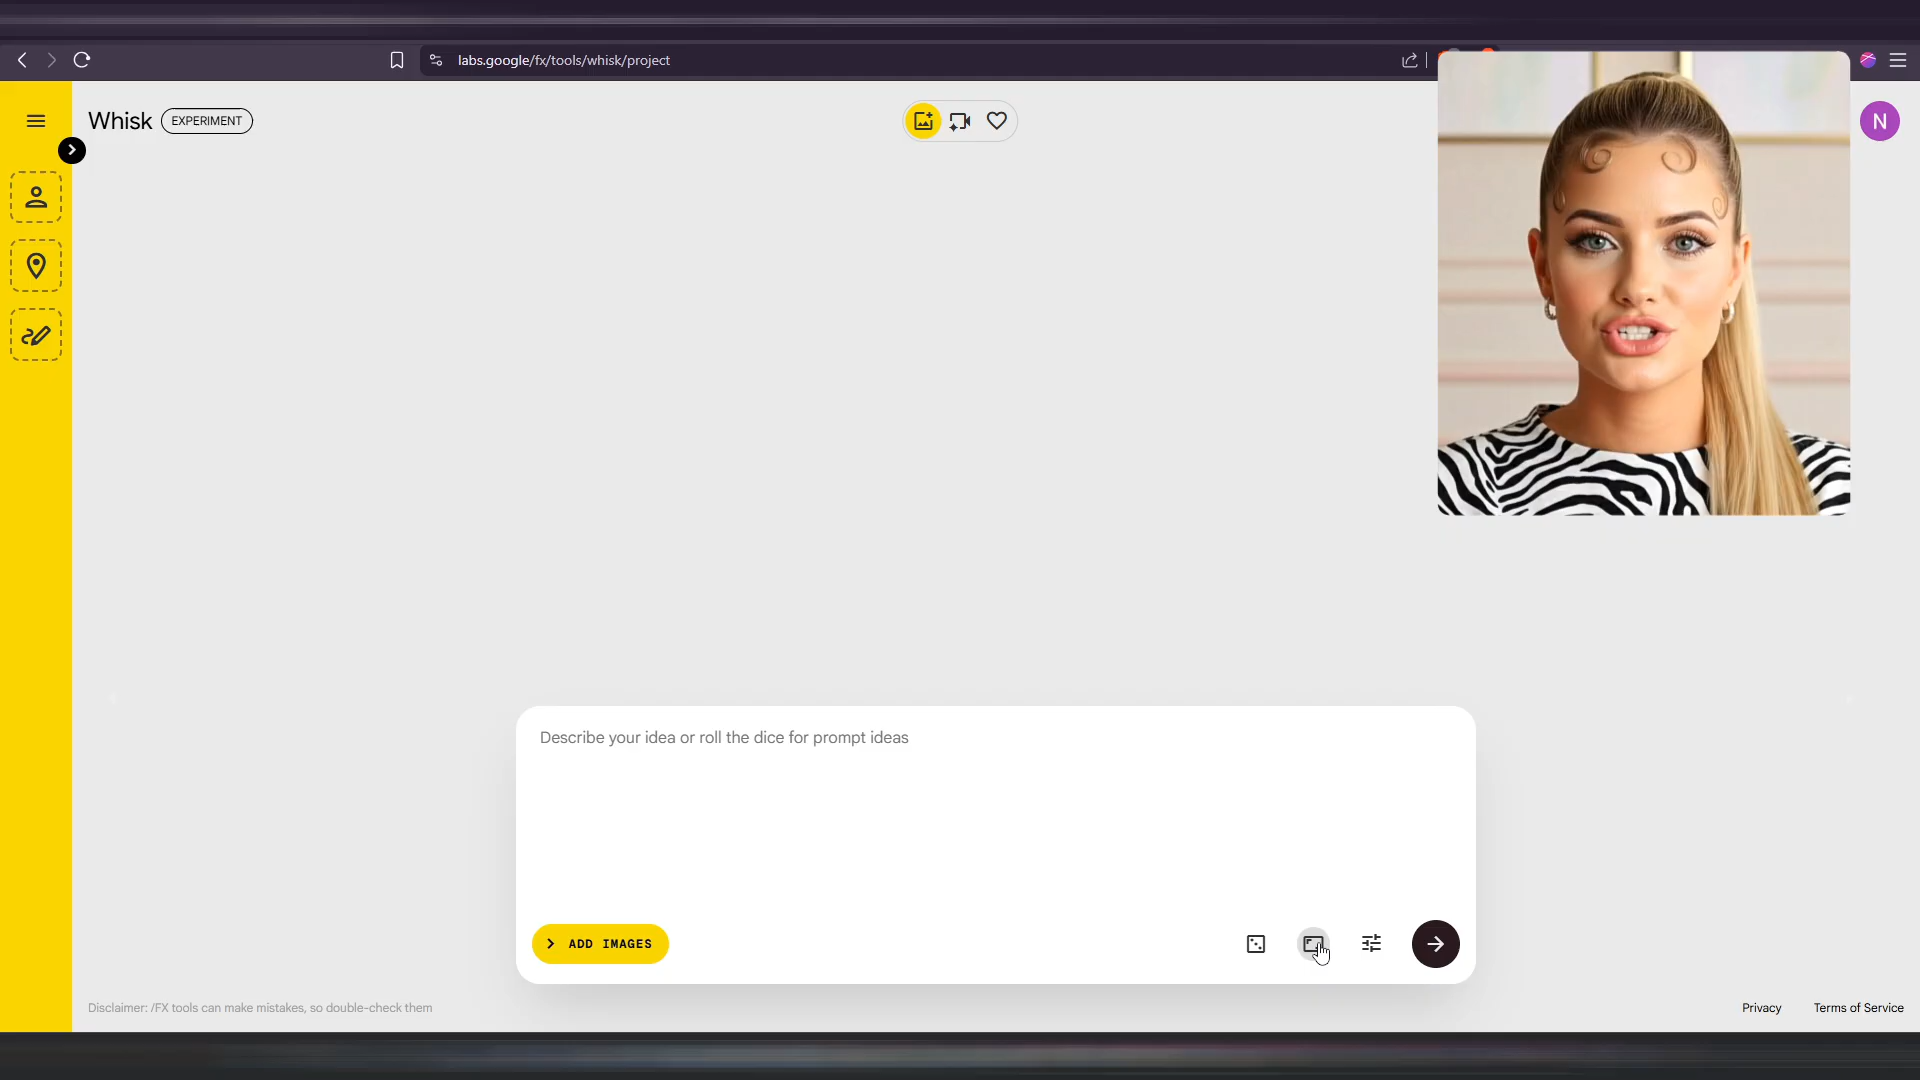 labs.google/fx/tools/whisk/project
Whisk
EXPERIMENT
N
Describe your idea or roll the dice for prompt ideas
ADD IMAGES
Disclaimer: /FX tools can make mistakes, so double-check them
Privacy
Terms of Service